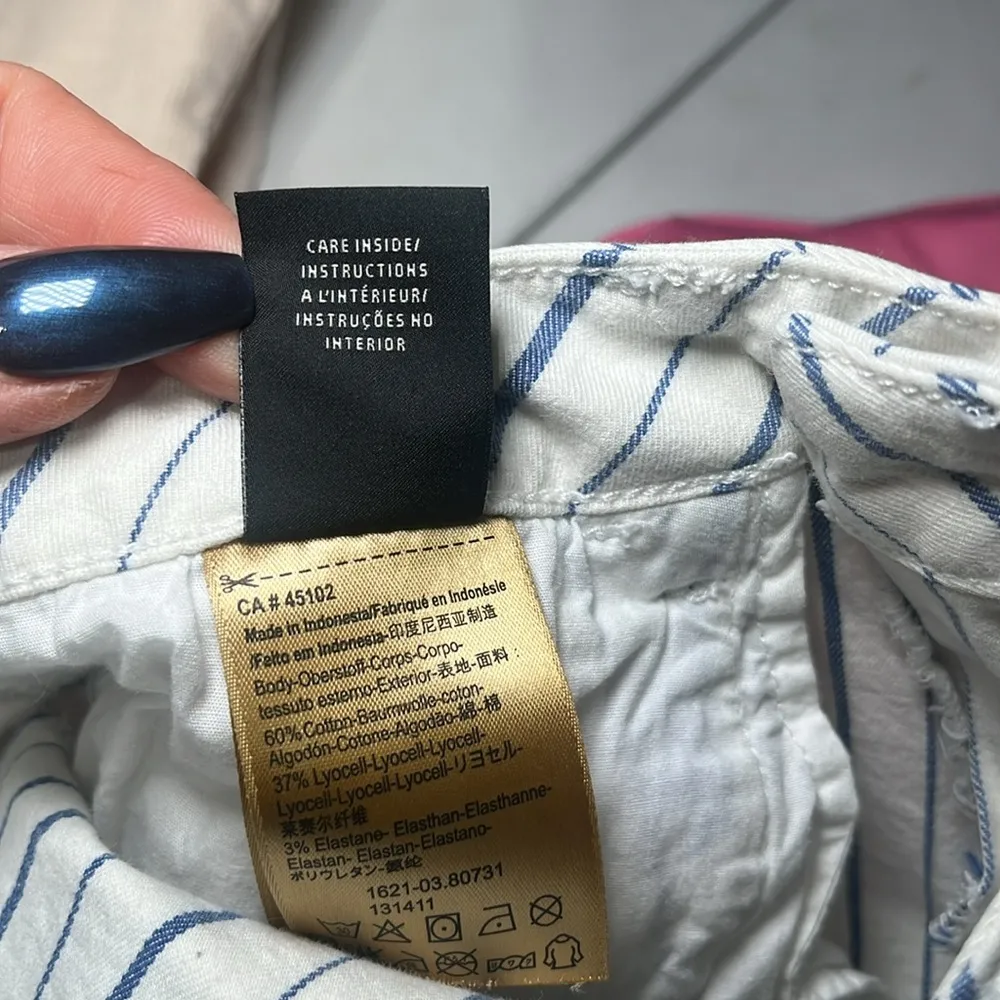 CARE INSIDE/
INSTRUCTIONS
A L'INTÉRIEUR/
INSTRUÇÕES NO
INTERIOR
CA # 45102
Made in Indonesia/Fabriqué en Indonésie
/Feito em Indonesia-印度尼西亚制造
Body-Oberstoff-Corps-Corpo-
tessuto esterno-Exterior-表地-面料:
60% Cotton-Baumwolle-coton-
Algodón-Cotone-Algodão-綿-棉
37% Lyocell-Lyocell-Lyocell-
Lyocell-Lyocell-Lyocell-リヨセル-
莱赛尔纤维
3% Elastane- Elasthan-Elasthanne-
Elastan- Elastan-Elastano-
ポリウレタン-氨纶
1621-03.80731
131411
30